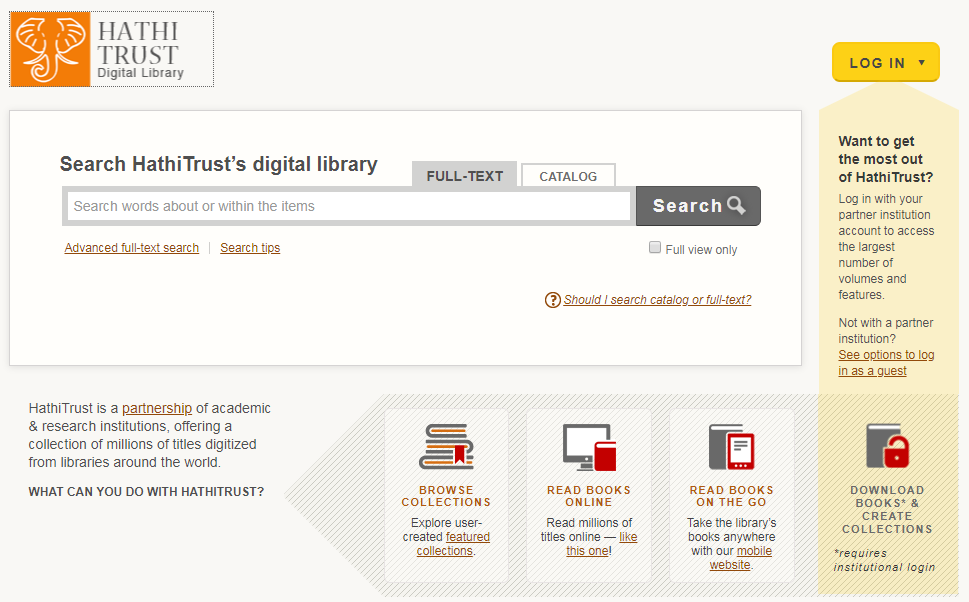 HATHI
TRUST
Digital Library
LOG IN ▼
Search HathiTrust's digital library
FULL-TEXT
CATALOG
Search words about or within the items
Search
Advanced full-text search | Search tips
Full view only
? Should I search catalog or full-text?
Want to get
the most out
of HathiTrust?
Log in with your
partner institution
account to access
the largest
number of
volumes and
features.
Not with a partner
institution?
See options to log
in as a guest
HathiTrust is a partnership of academic
& research institutions, offering a
collection of millions of titles digitized
from libraries around the world.
WHAT CAN YOU DO WITH HATHITRUST?
BROWSE
COLLECTIONS
Explore user-
created featured
collections.
READ BOOKS
ONLINE
Read millions of
titles online — like
this one!
READ BOOKS
ON THE GO
Take the library's
books anywhere
with our mobile
website.
DOWNLOAD
BOOKS* &
CREATE
COLLECTIONS
*requires
institutional login